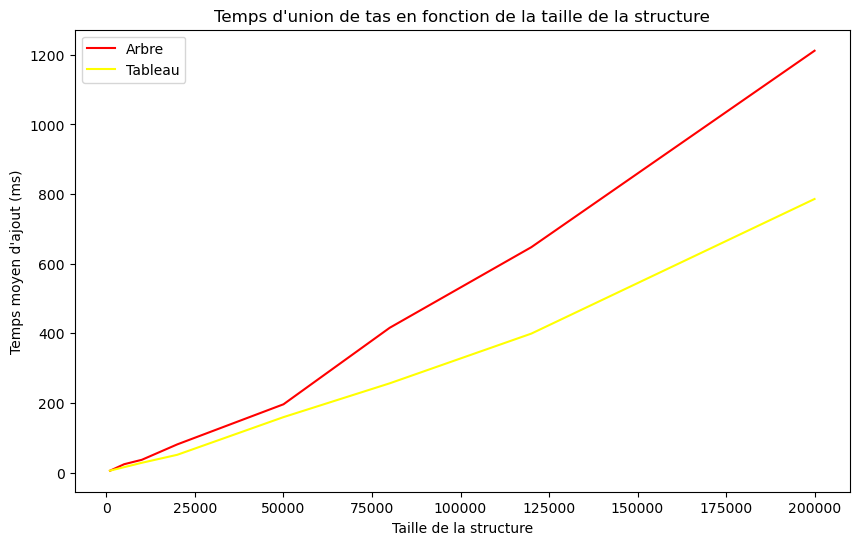 Temps d'union de tas en fonction de la taille de la structure
Arbre
Tableau
Temps moyen d'ajout (ms)
1200
1000
800
600
400
200
0
0 25000 50000 75000 100000 125000 150000 175000 200000
Taille de la structure